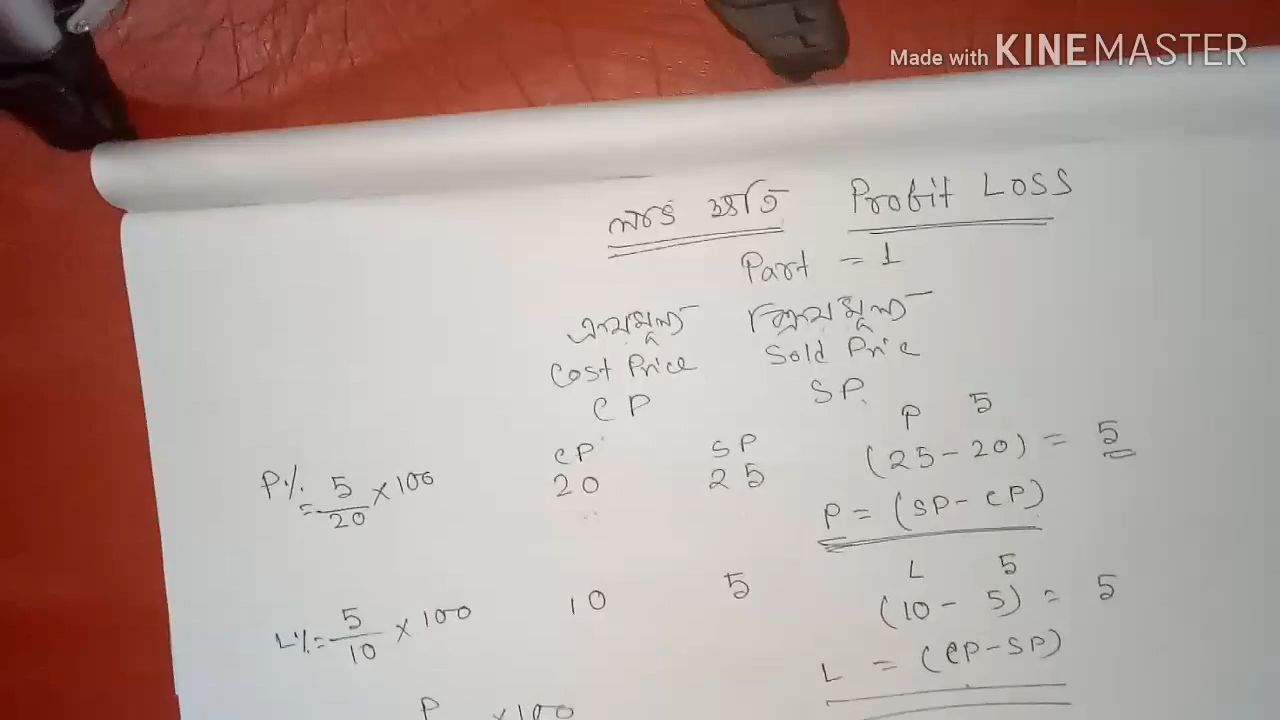 Made with KINEMASTER
লাভ ক্ষতি Profit Loss
Part = 1
ক্রয়মূল্য বিক্রয়মূল্য
Cost Price Sold Price
CP SP.
P 5
CP SP (25-20) = 5
P% = 5/20 × 100 20 25
P = (SP - CP)
L 5
10 5 (10 - 5) = 5
L% = 5/10 × 100
L = (CP - SP)
P × 100